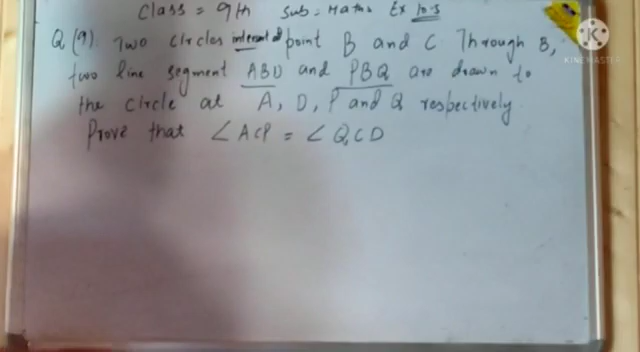 Class = 9th Sub = Maths Ex 10.5
Q(9). Two circles intersect at point B and C Through B,
two line segment ABD and PBQ are drawn to
the circle at A, D, P and Q respectively.
Prove that ∠ACP = ∠QCD
K
KINEMASTER